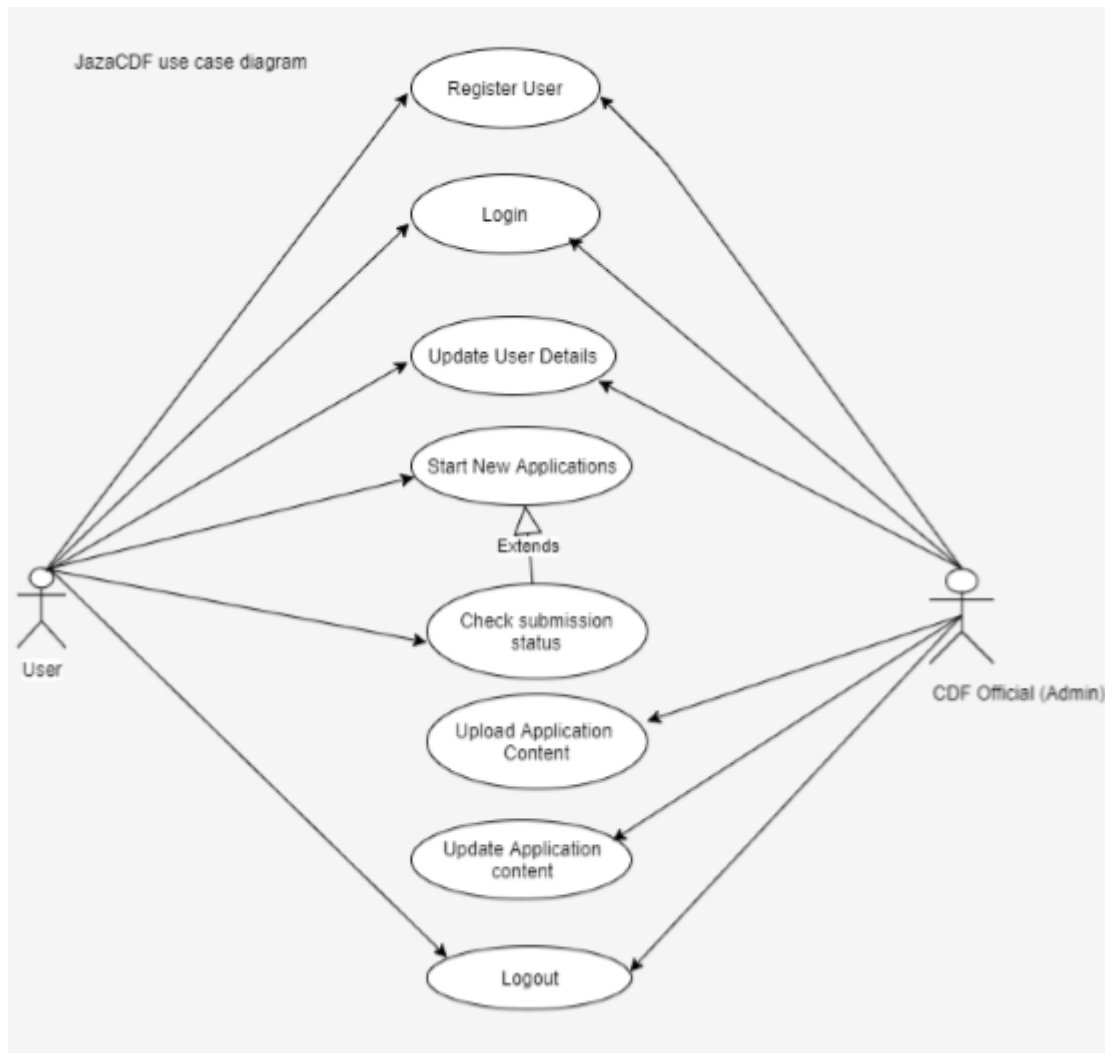 JazaCDF use case diagram
Register User
Login
Update User Details
Start New Applications
Extends
Check submission
status
User
CDF Official (Admin)
Upload Application
Content
Update Application
content
Logout